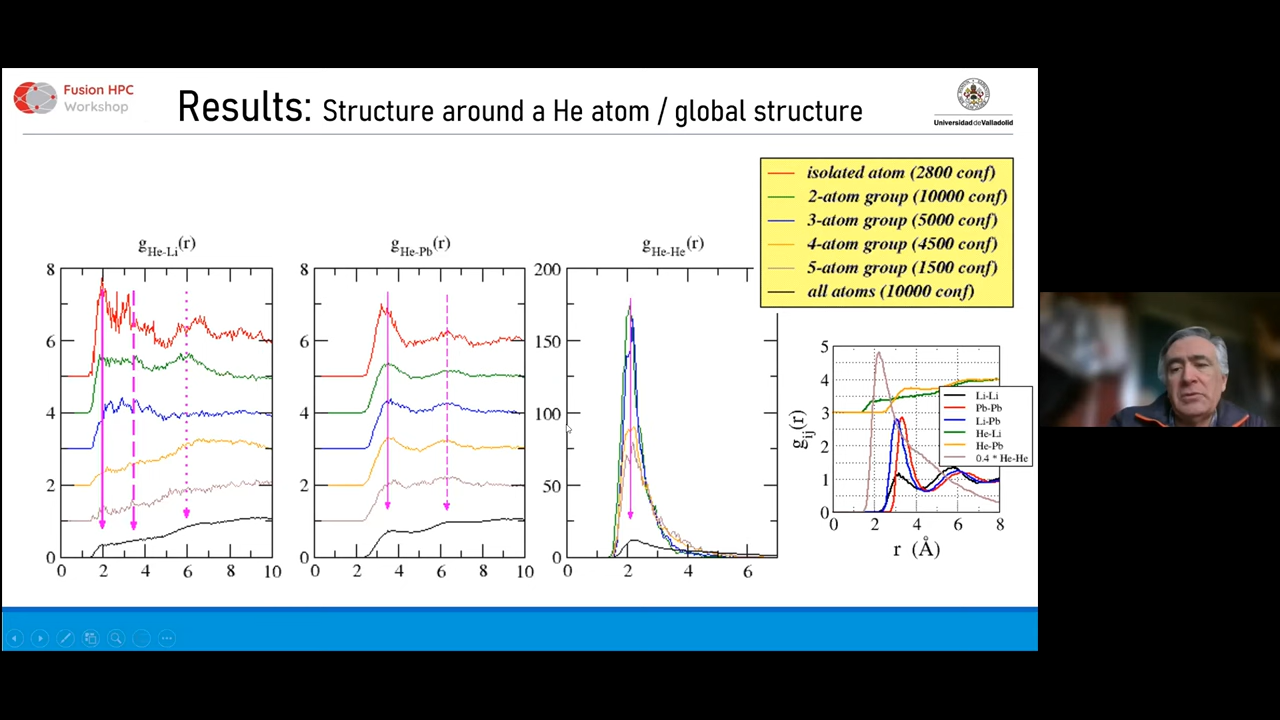 Fusion HPC
Workshop
Results: Structure around a He atom / global structure
Universidad de Valladolid
isolated atom (2800 conf)
2-atom group (10000 conf)
3-atom group (5000 conf)
4-atom group (4500 conf)
5-atom group (1500 conf)
all atoms (10000 conf)
gHe-Li(r)
8
6
4
2
0
0 2 4 6 8 10
gHe-Pb(r)
8
6
4
2
0
0 2 4 6 8 10
gHe-He(r)
200
150
100
50
0
0 2 4 6
gij(r)
5
4
3
2
1
0
0 2 4 6 8
r (Å)
Li-Li
Pb-Pb
Li-Pb
He-Li
He-Pb
0.4 * He-He